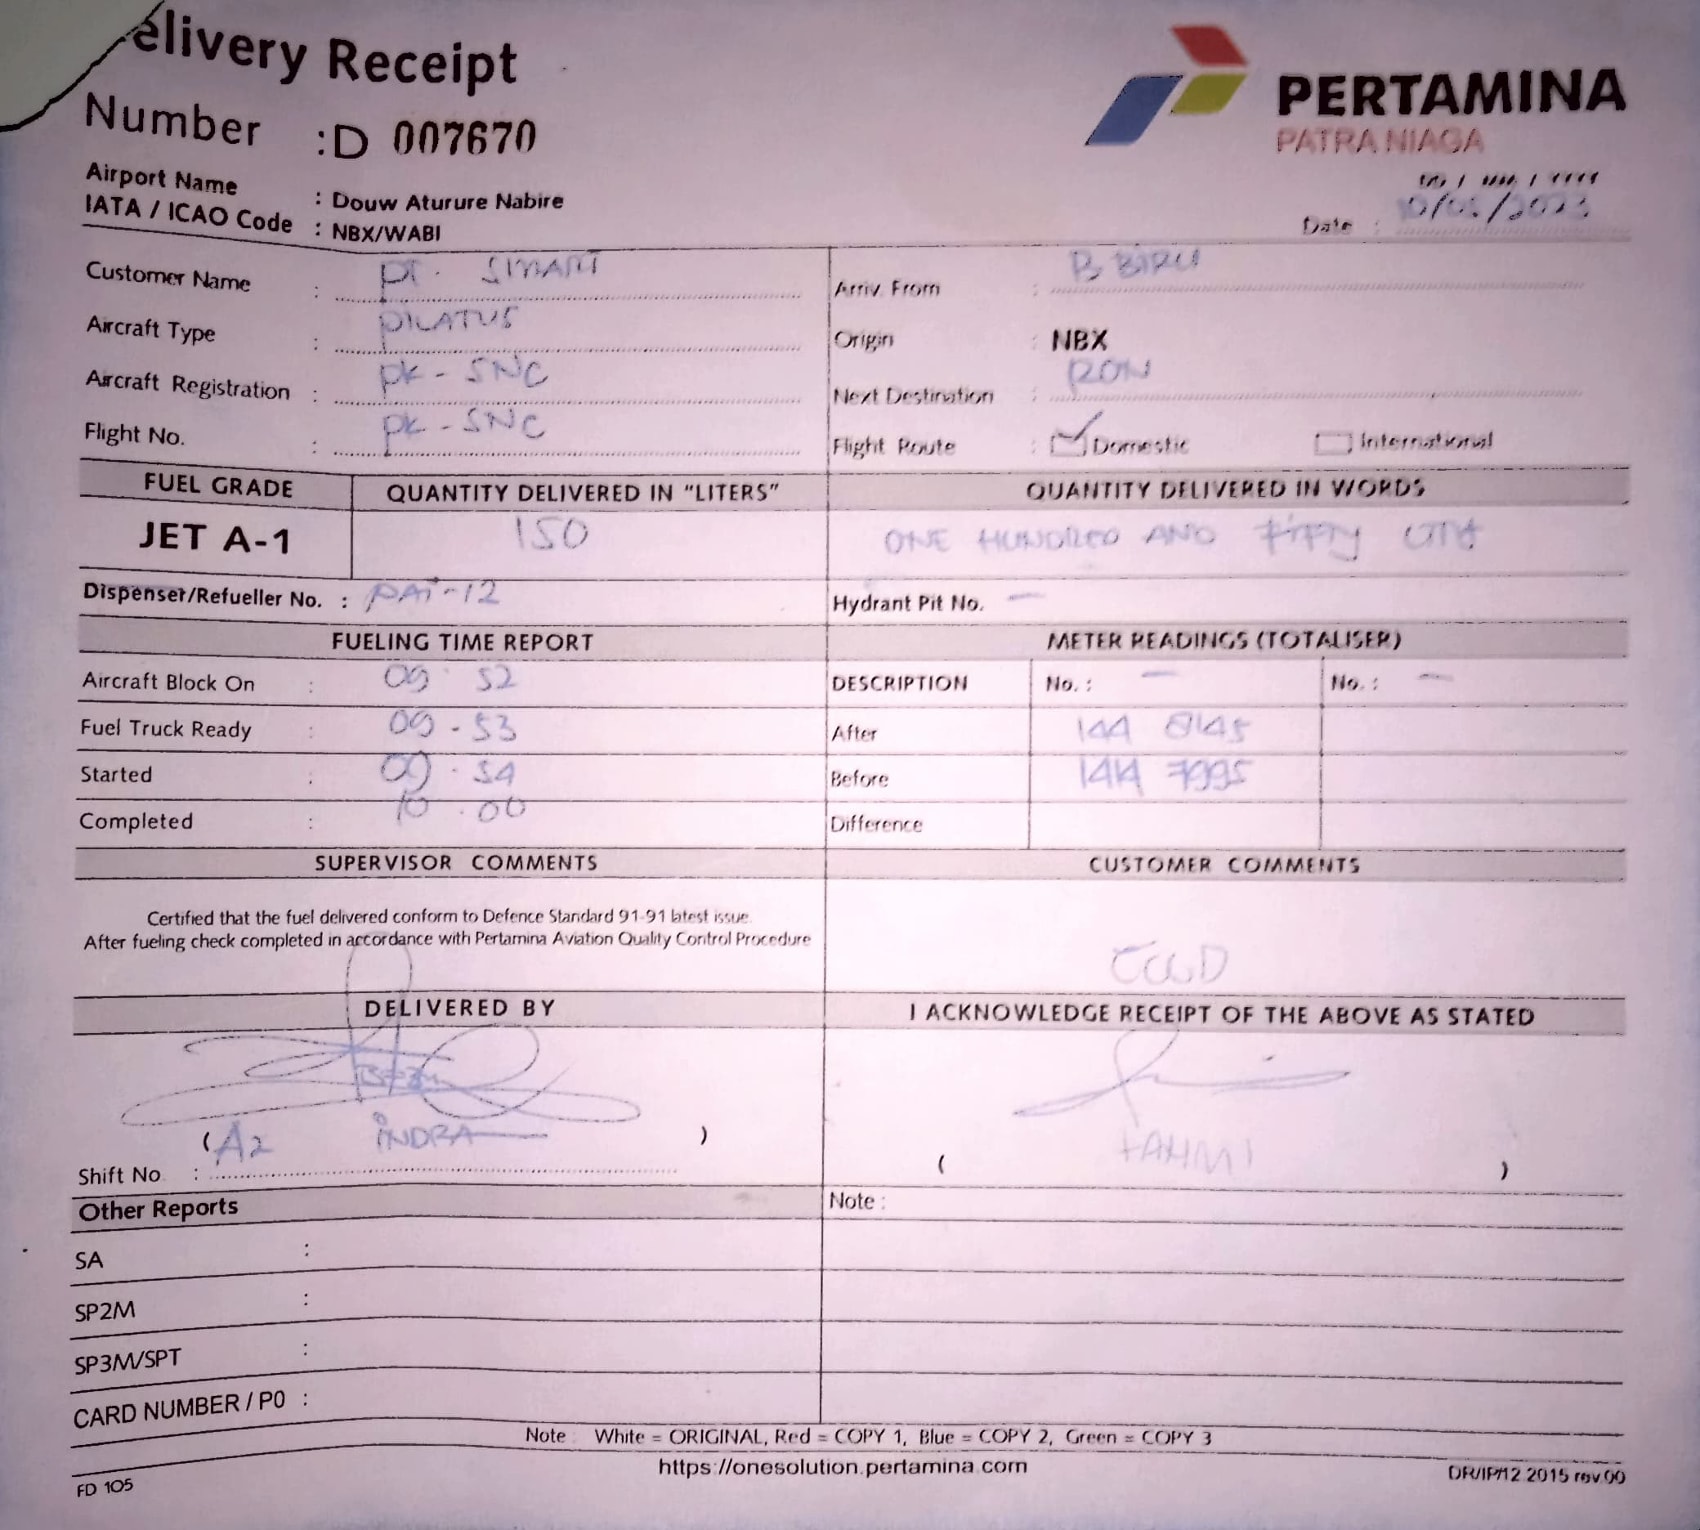 elivery Receipt
Number :D 007670
PERTAMINA
PATRA NIAGA
Airport Name : Douw Aturure Nabire
IATA / ICAO Code : NBX/WABI
Date : 10/05/2023
Customer Name : PT. SMART
Arriv. From : B BIRU
Aircraft Type : PILATUS
Origin : NBX
Aircraft Registration : PK - SNC
Next Destination : RON
Flight No. : PK - SNC
Flight Route : Domestic International
FUEL GRADE QUANTITY DELIVERED IN “LITERS” QUANTITY DELIVERED IN WORDS
JET A-1 150 ONE HUNDRED AND FIFTY
Dispenser/Refueller No. : PAT-12 Hydrant Pit No. -
FUELING TIME REPORT METER READINGS (TOTALISER)
Aircraft Block On : 09 52 DESCRIPTION No. : - No. : -
Fuel Truck Ready : 09 - 53 After 144 8145
Started : 09 . 54 Before 144 7995
Completed : 10 . 00 Difference
SUPERVISOR COMMENTS CUSTOMER COMMENTS
Certified that the fuel delivered conform to Defence Standard 91-91 latest issue.
After fueling check completed in accordance with Pertamina Aviation Quality Control Procedure
DELIVERED BY I ACKNOWLEDGE RECEIPT OF THE ABOVE AS STATED
( A2 INDRA )
Shift No :
( )
Other Reports Note :
SA :
SP2M :
SP3M/SPT :
CARD NUMBER / P0 :
Note : White = ORIGINAL, Red = COPY 1, Blue = COPY 2, Green = COPY 3
https://onesolution.pertamina.com
FD 105
DR/IP/12 2015 rev.00